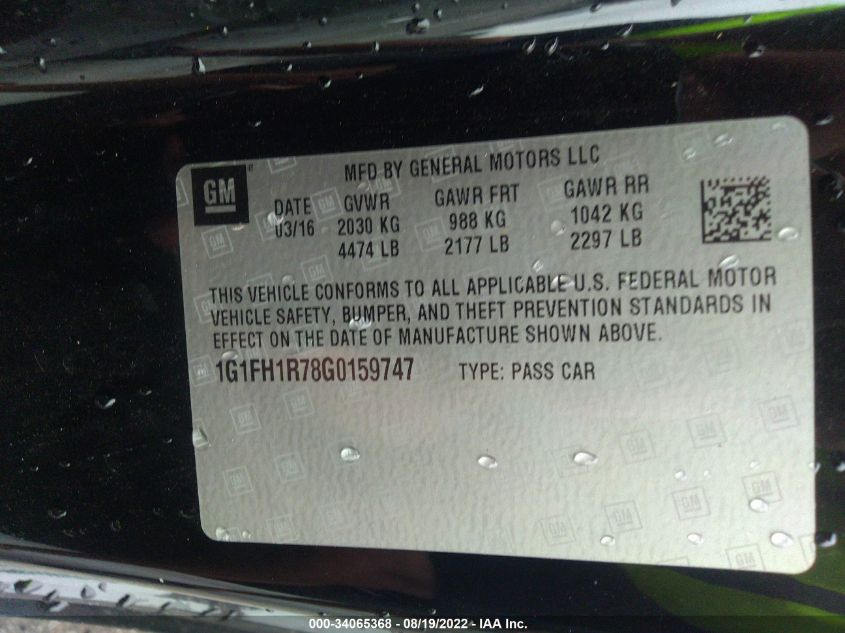 MFD BY GENERAL MOTORS LLC
GM
DATE GVWR GAWR FRT GAWR RR
03/16 2030 KG 988 KG 1042 KG
4474 LB 2177 LB 2297 LB
THIS VEHICLE CONFORMS TO ALL APPLICABLE U.S. FEDERAL MOTOR
VEHICLE SAFETY, BUMPER, AND THEFT PREVENTION STANDARDS IN
EFFECT ON THE DATE OF MANUFACTURE SHOWN ABOVE.
1G1FH1R78G0159747 TYPE: PASS CAR
000-34065368 - 08/19/2022 - IAA Inc.